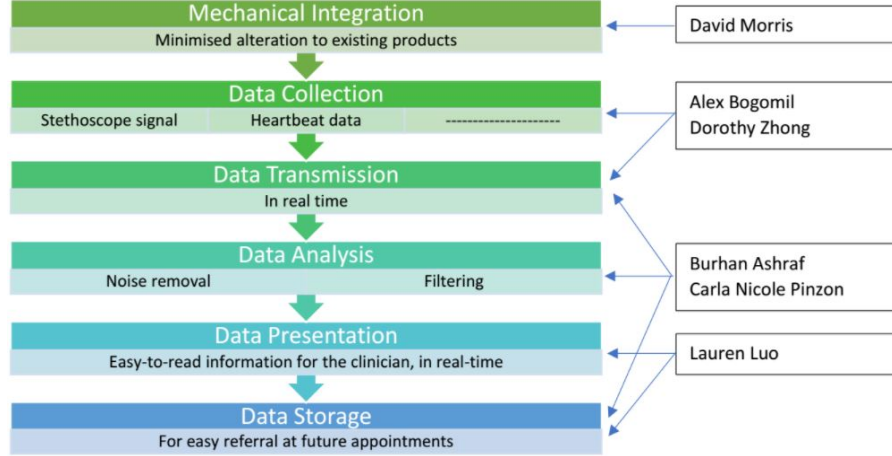 Mechanical Integration
Minimised alteration to existing products
David Morris
Data Collection
Stethoscope signal
Heartbeat data
---------------------
Alex Bogomil
Dorothy Zhong
Data Transmission
In real time
Data Analysis
Noise removal
Filtering
Burhan Ashraf
Carla Nicole Pinzon
Data Presentation
Easy-to-read information for the clinician, in real-time
Lauren Luo
Data Storage
For easy referral at future appointments